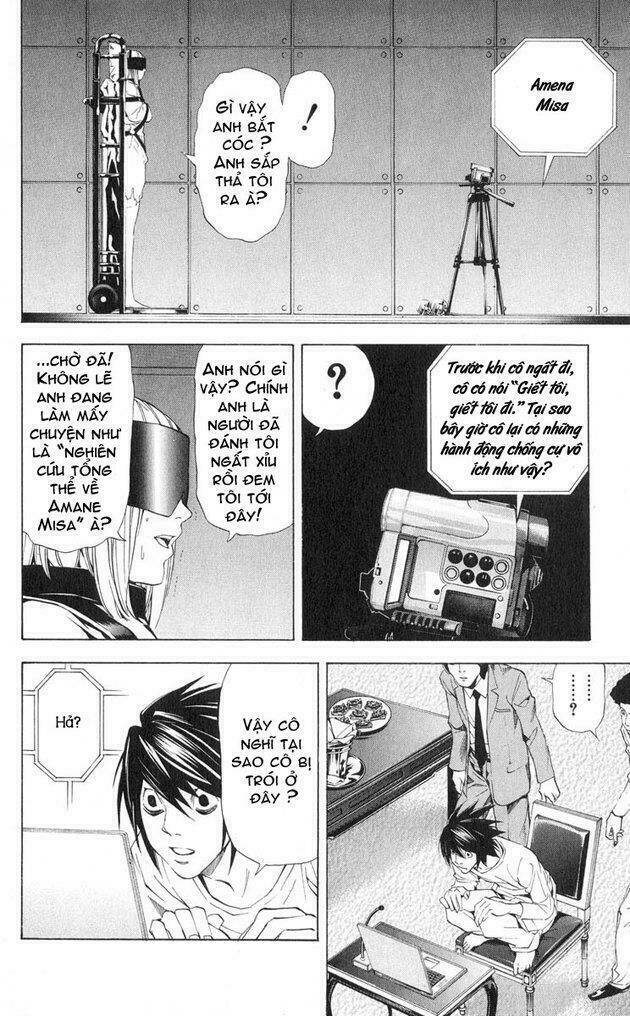 Amena
Misa
!
Gì vậy
anh bắt
cóc ?
Anh sắp
thả tôi
ra à?
Trước khi cô ngất đi,
cô có nói "Giết tôi,
giết tôi đi." Tại sao
bây giờ cô lại có những
hành động chống cự vô
ích như vậy?
?
Anh nói gì
vậy? Chính
anh là
người đã
đánh tôi
ngất xỉu
rồi đem
tôi tới
đây!
...chờ đã!
Không lẽ
anh đang
làm mấy
chuyện như
là "nghiên
cứu tổng
thể về
Amane
Misa" à?
......
?
Vậy cô
nghĩ tại
sao cô bị
trói ở
đây ?
Hả?